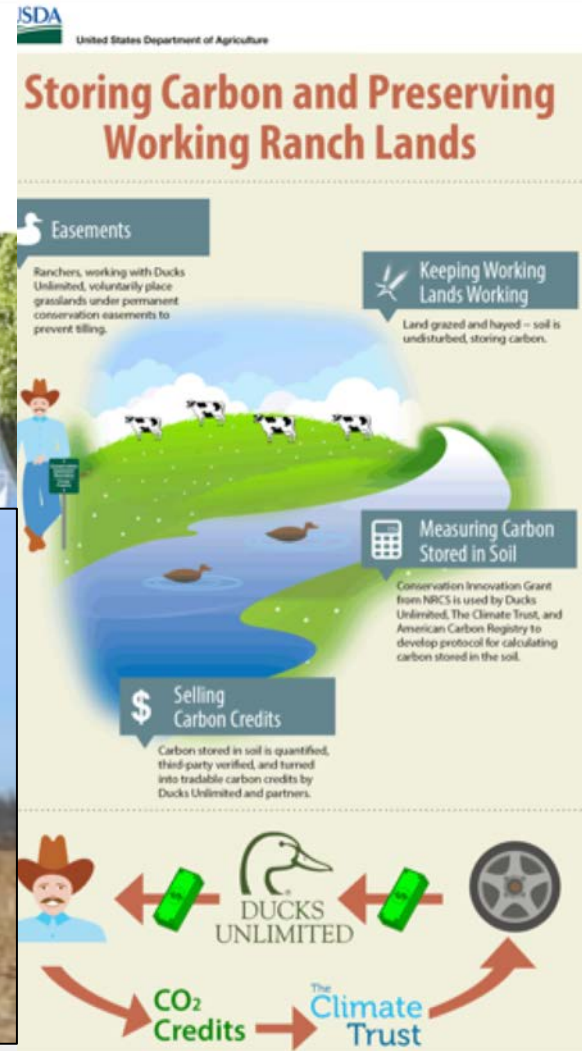 USDA
United States Department of Agriculture
Storing Carbon and Preserving
Working Ranch Lands
Easements
Ranchers, working with Ducks
Unlimited, voluntarily place
grasslands under permanent
conservation easements to
prevent tilling.
Keeping Working
Lands Working
Land grazed and hayed – soil is
undisturbed, storing carbon.
Measuring Carbon
Stored in Soil
Conservation Innovation Grant
from NRCS is used by Ducks
Unlimited, The Climate Trust, and
American Carbon Registry to
develop protocol for calculating
carbon stored in the soil.
$ Selling
Carbon Credits
Carbon stored in soil is quantified,
third-party verified, and turned
into tradable carbon credits by
Ducks Unlimited and partners.
DUCKS
UNLIMITED
CO₂
Credits
The
Climate
Trust